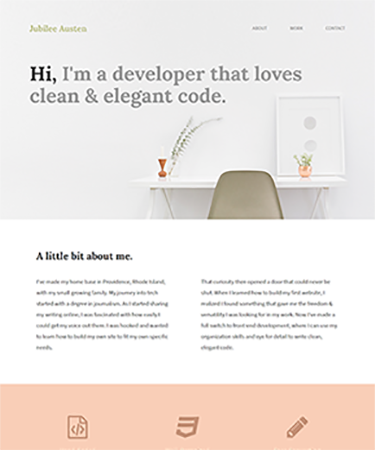 Jubilee Austen
ABOUT WORK CONTACT
Hi, I'm a developer that loves
clean & elegant code.
A little bit about me.
I've made my home base in Providence, Rhode Island,
with my small growing family. My journey into tech
started with a degree in journalism. As I started sharing
my writing online, I was fascinated with how easily I
could get my voice out there. I was hooked and wanted
to learn how to build my own site to fit my own specific
needs.
That curiosity then opened a door that could never be
shut. When I learned how to build my first website, I
realized I found something that gave me the freedom &
versatility I was looking for in my work. Now I've made a
full switch to front end development, where I can use my
organization skills and eye for detail to write clean,
elegant code.